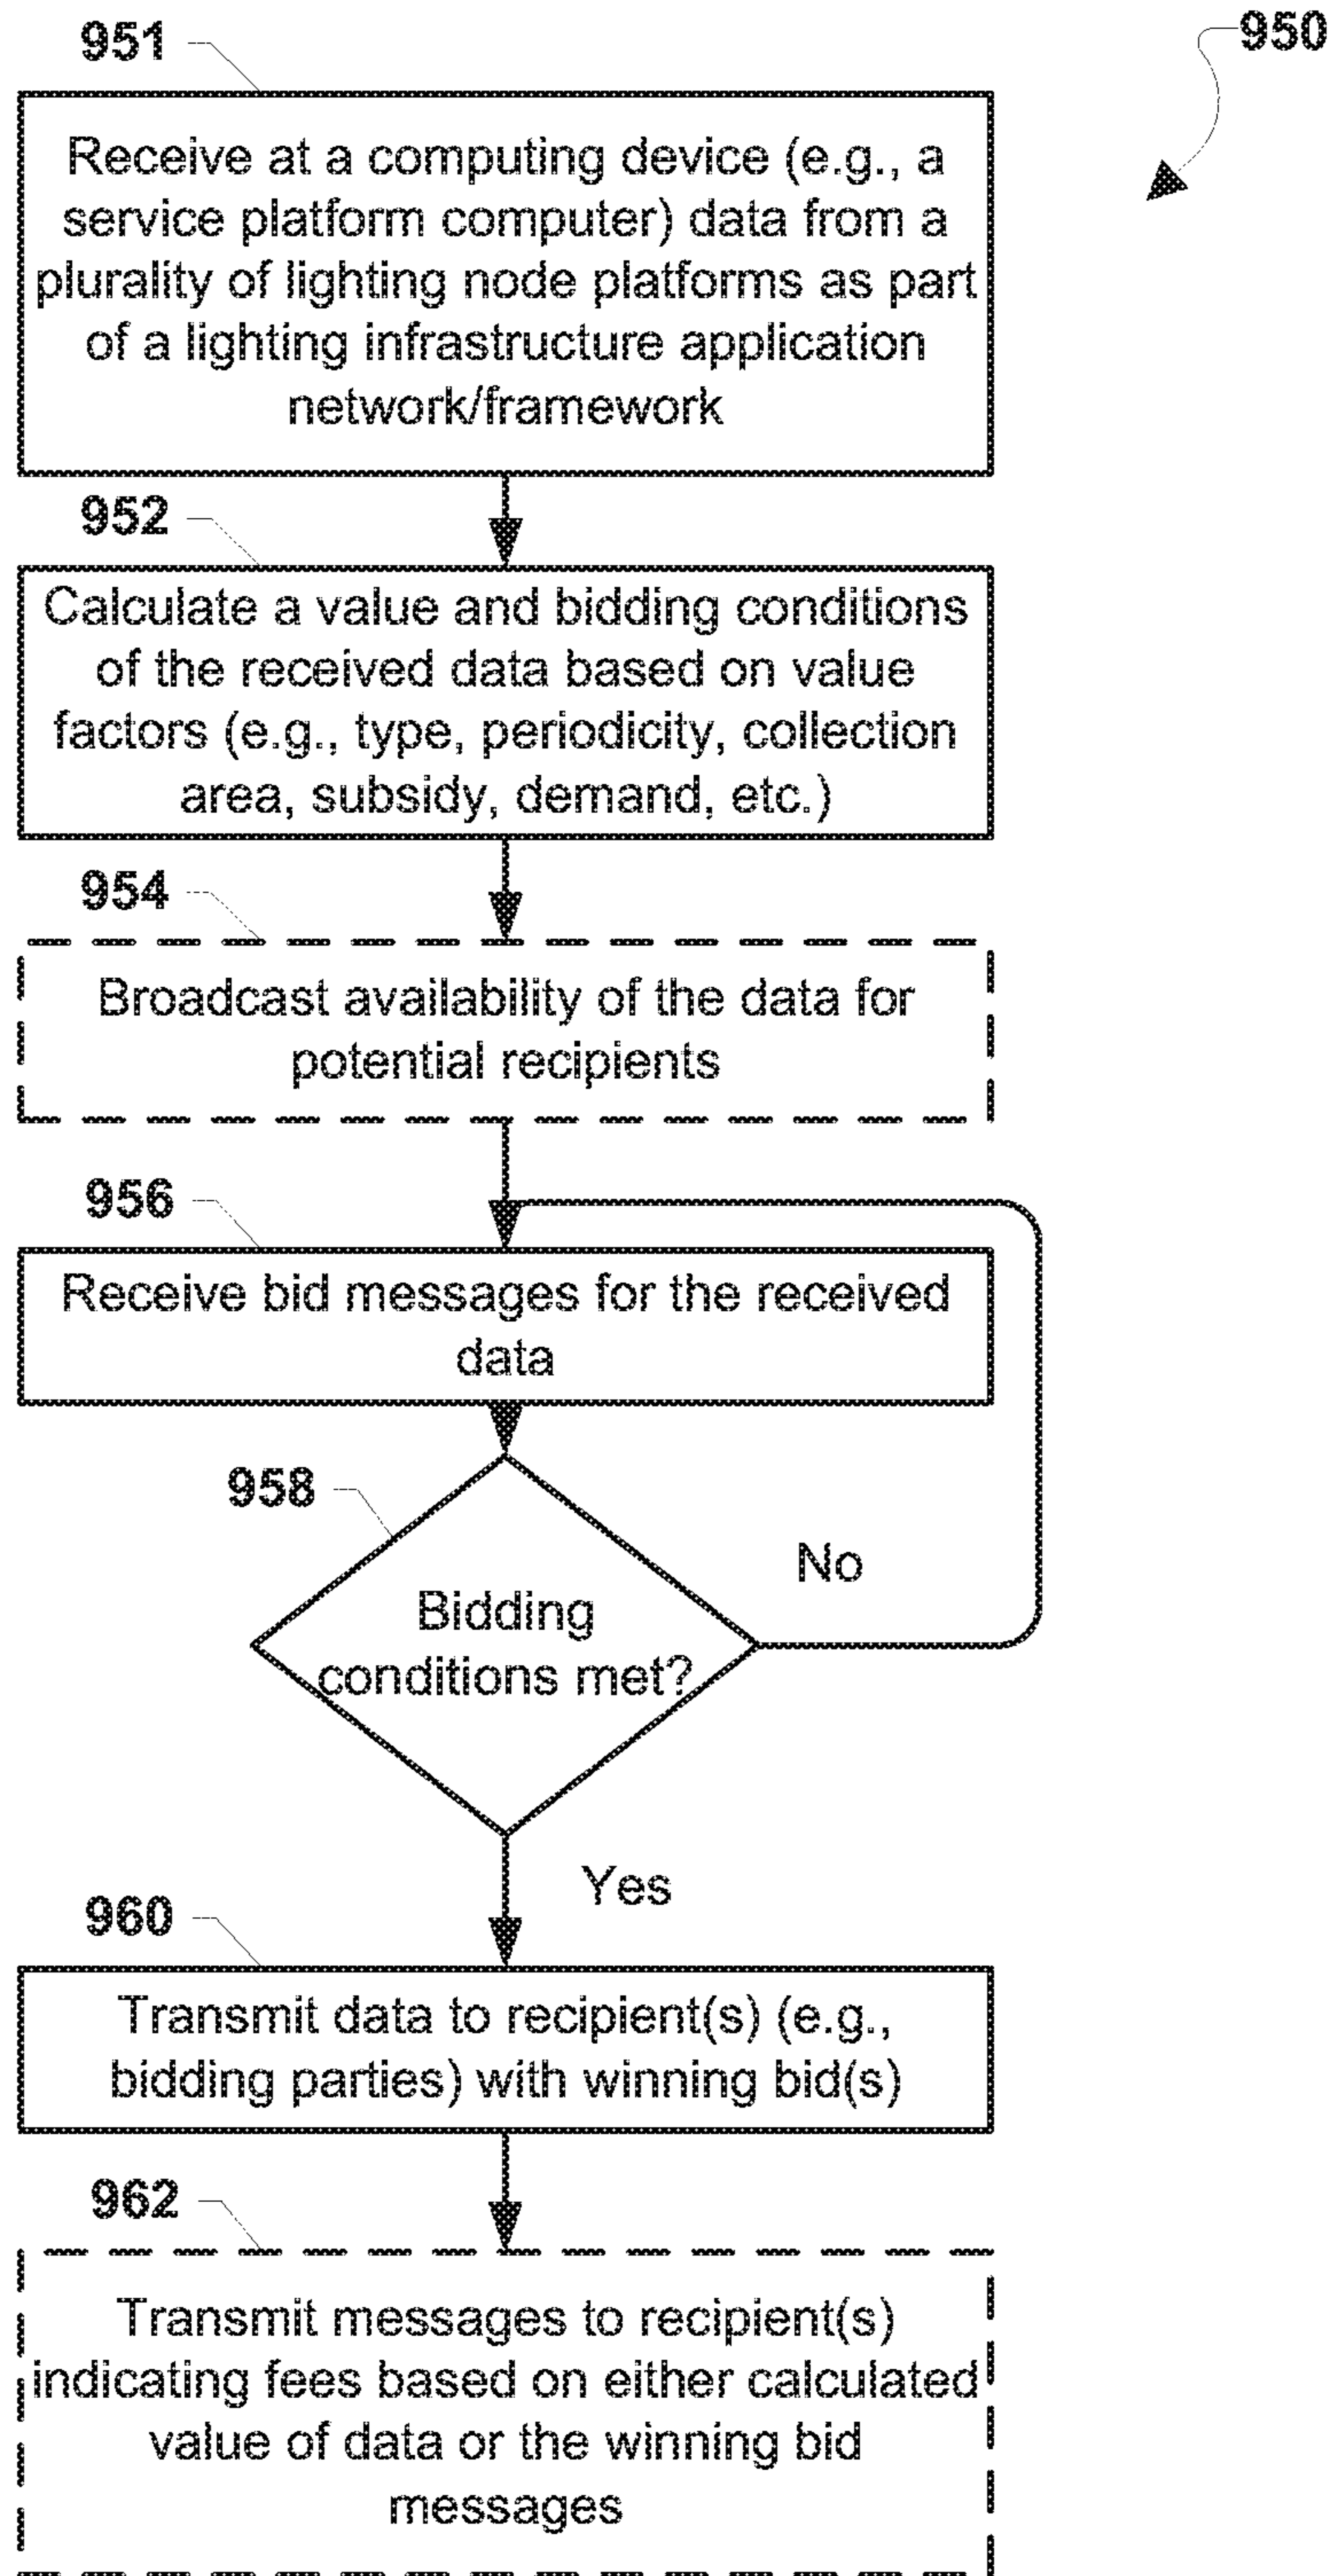 950
951
Receive at a computing device (e.g., a
service platform computer) data from a
plurality of lighting node platforms as part
of a lighting infrastructure application
network/framework
952
Calculate a value and bidding conditions
of the received data based on value
factors (e.g., type, periodicity, collection
area, subsidy, demand, etc.)
954
Broadcast availability of the data for
potential recipients
956
Receive bid messages for the received
data
958
Bidding
conditions met?
No
Yes
960
Transmit data to recipient(s) (e.g.,
bidding parties) with winning bid(s)
962
Transmit messages to recipient(s)
indicating fees based on either calculated
value of data or the winning bid
messages